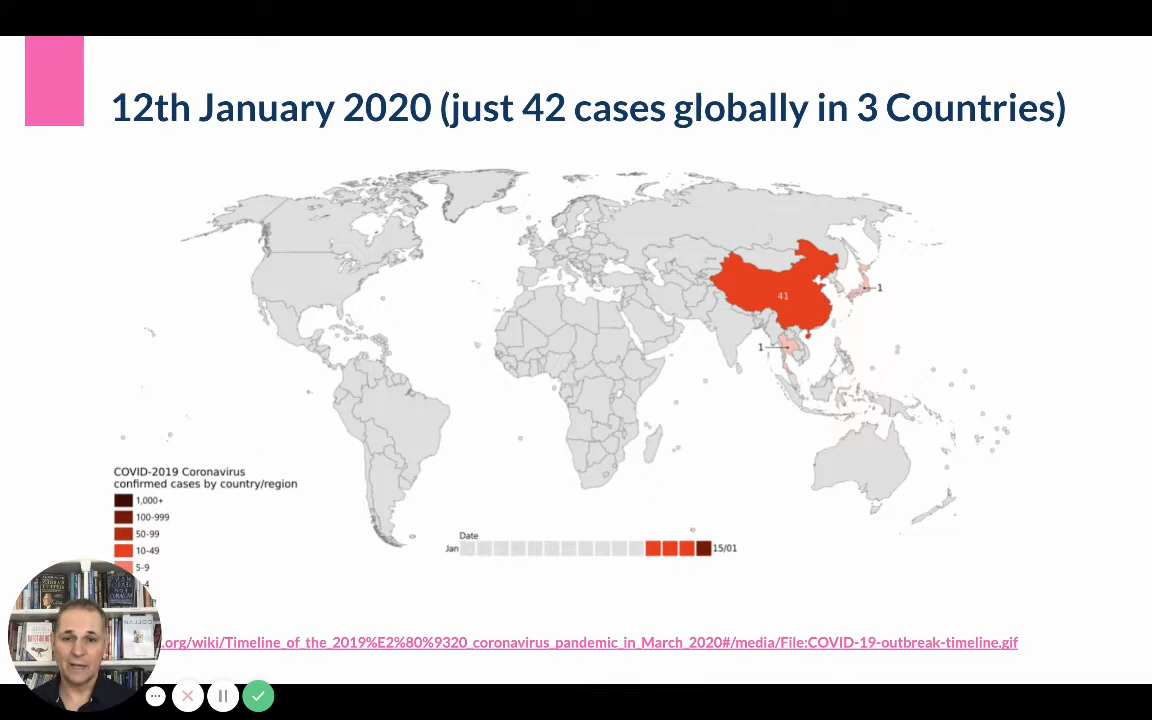 12th January 2020 (just 42 cases globally in 3 Countries)
41
1
1
COVID-2019 Coronavirus
confirmed cases by country/region
1,000+
100-999
50-99
10-49
5-9
4
Date
Jan
15/01
.org/wiki/Timeline_of_the_2019%E2%80%9320_coronavirus_pandemic_in_March_2020#/media/File:COVID-19-outbreak-timeline.gif